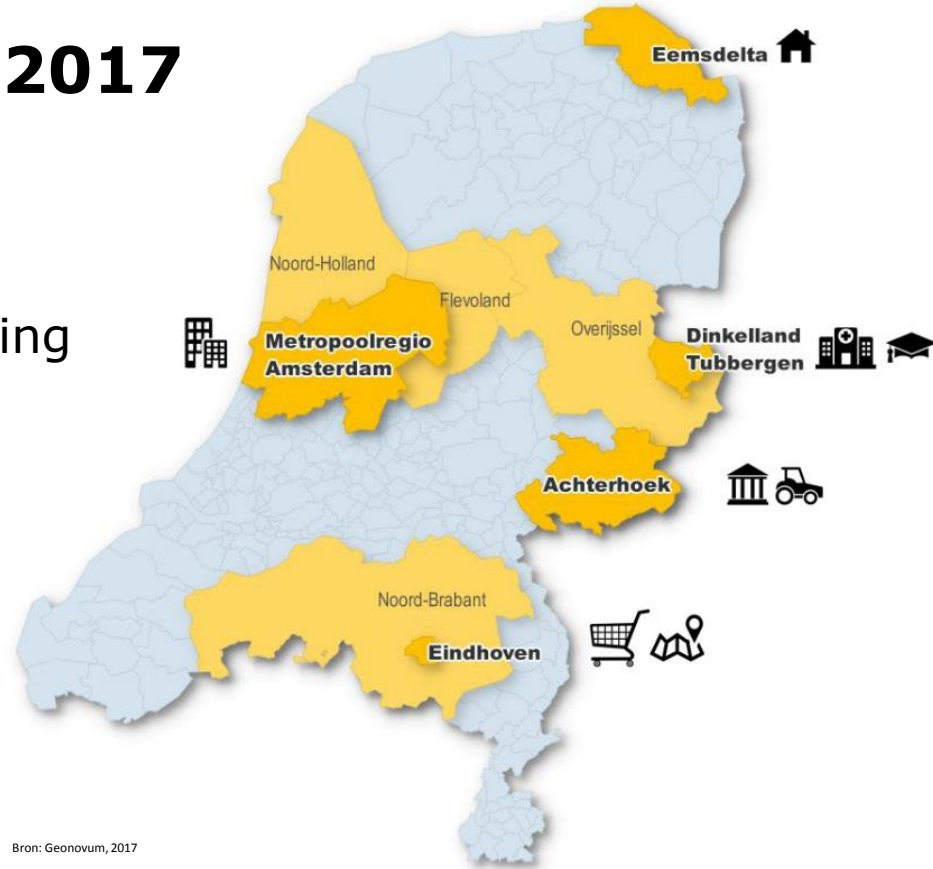 2017
Eemsdelta
Noord-Holland
Flevoland
Overijssel
ing
Metropoolregio
Amsterdam
Dinkelland
Tubbergen
Achterhoek
Noord-Brabant
Eindhoven
Bron: Geonovum, 2017